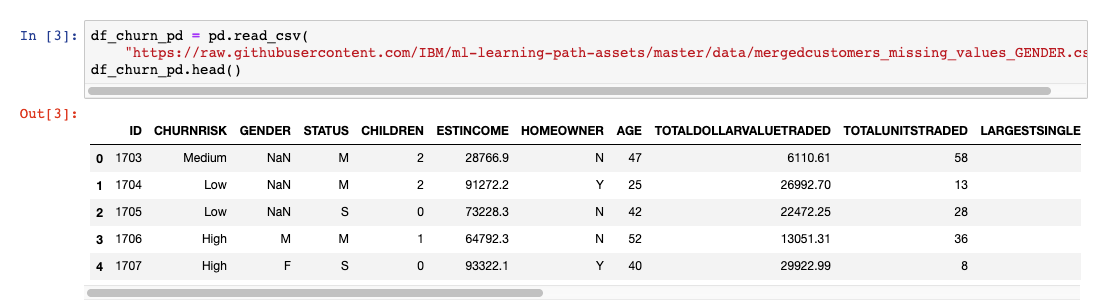 In [3]: df_churn_pd = pd.read_csv(
"https://raw.githubusercontent.com/IBM/ml-learning-path-assets/master/data/mergedcustomers_missing_values_GENDER.cs
df_churn_pd.head()
Out[3]:
ID CHURNRISK GENDER STATUS CHILDREN ESTINCOME HOMEOWNER AGE TOTALDOLLARVALUETRADED TOTALUNITSTRADED LARGESTSINGLE
0 1703 Medium NaN M 2 28766.9 N 47 6110.61 58
1 1704 Low NaN M 2 91272.2 Y 25 26992.70 13
2 1705 Low NaN S 0 73228.3 N 42 22472.25 28
3 1706 High M M 1 64792.3 N 52 13051.31 36
4 1707 High F S 0 93322.1 Y 40 29922.99 8